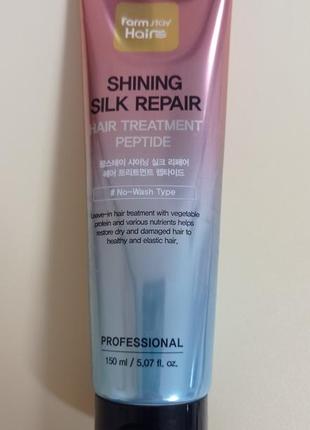 Farm stay
Hair
SHINING
SILK REPAIR
HAIR TREATMENT
PEPTIDE
팜스테이 샤이닝 실크 리페어
헤어 트리트먼트 펩타이드
# No-Wash Type
Leave-in hair treatment with vegetable
protein and various nutrients helps
restore dry and damaged hair to
healthy and elastic hair.
PROFESSIONAL
150 ml / 5.07 fl. oz.